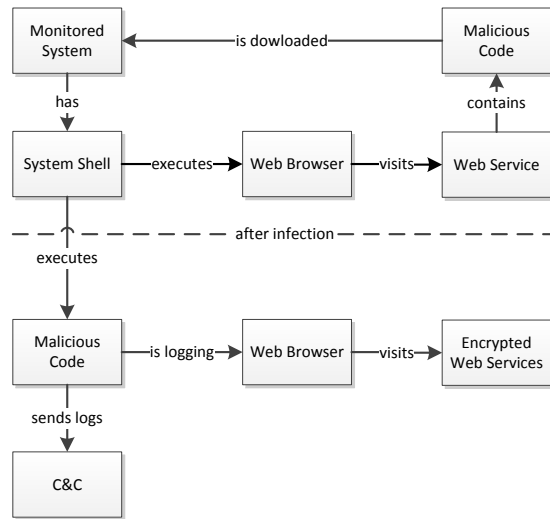 Monitored
System
is dowloaded
Malicious
Code
has
contains
System Shell
executes
Web Browser
visits
Web Service
after infection
executes
Malicious
Code
is logging
Web Browser
visits
Encrypted
Web Services
sends logs
C&C